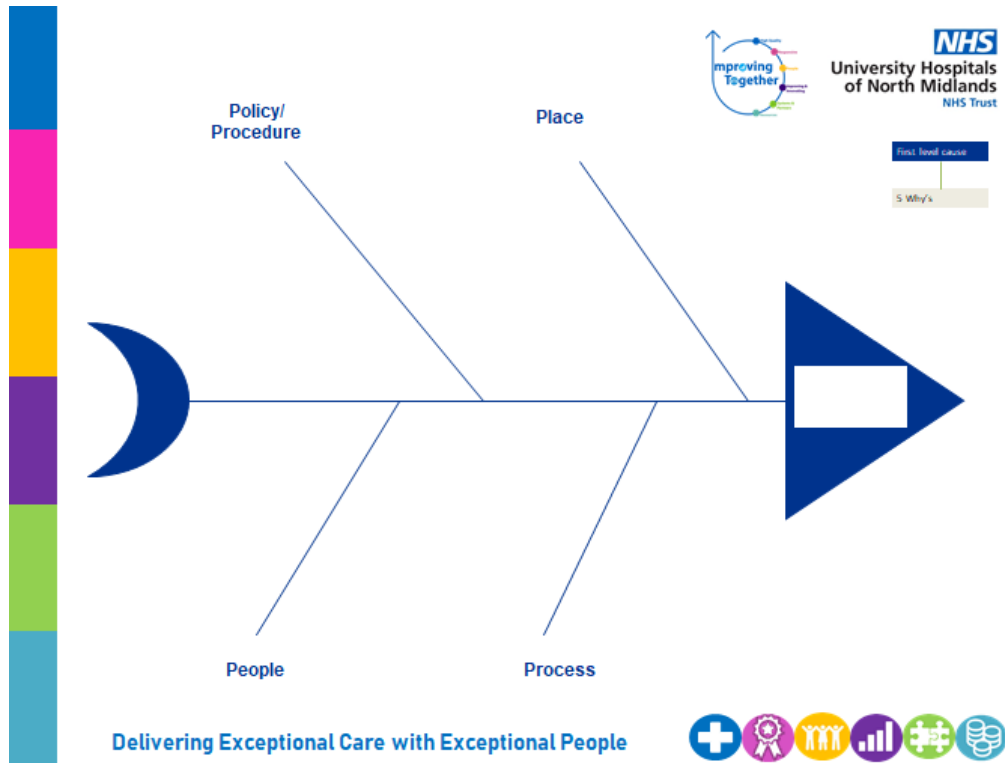 NHS
University Hospitals
of North Midlands
NHS Trust
mproving
Together
Policy/
Procedure
Place
First level cause
5 Why's
People
Process
Delivering Exceptional Care with Exceptional People